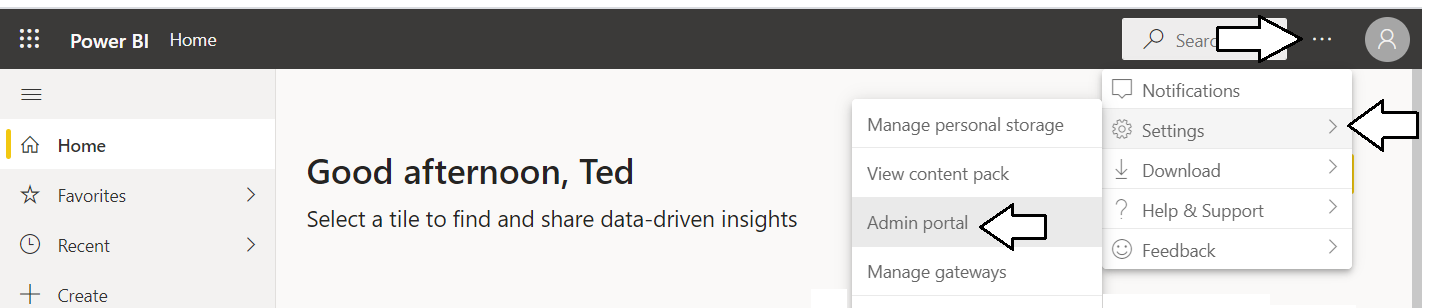 Power BI Home
Sear
Notifications
Settings
Download
Help & Support
Feedback
Manage personal storage
View content pack
Admin portal
Manage gateways
Home
Favorites
Recent
Create
Good afternoon, Ted
Select a tile to find and share data-driven insights